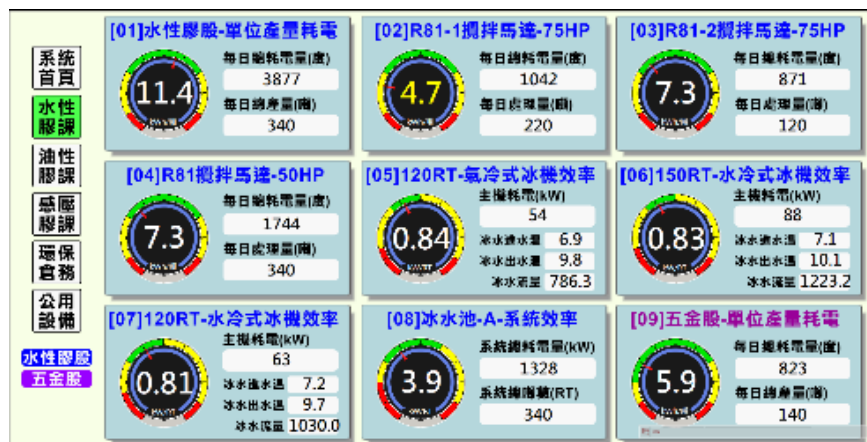 系統
首頁
水性
膠課
油性
膠課
感壓
膠課
環保
倉務
公用
設備
水性膠股
五金股
[01]水性膠股-單位產量耗電
11.4
每日總耗電量(度)
3877
每日總產量(噸)
340
[02]R81-1攪拌馬達-75HP
4.7
每日總耗電量(度)
1042
每日處理量(噸)
220
[03]R81-2攪拌馬達-75HP
7.3
每日總耗電量(度)
871
每日處理量(噸)
120
[04]R81攪拌馬達-50HP
7.3
每日總耗電量(度)
1744
每日處理量(噸)
340
[05]120RT-氣冷式冰機效率
0.84
主機耗電(kW)
54
冰水進水溫 6.9
冰水出水溫 9.8
冰水流量 786.3
[06]150RT-水冷式冰機效率
0.83
主機耗電(kW)
88
冰水進水溫 7.1
冰水出水溫 10.1
冰水流量 1223.2
[07]120RT-水冷式冰機效率
0.81
主機耗電(kW)
63
冰水進水溫 7.2
冰水出水溫 9.7
冰水流量 1030.0
[08]冰水池-A-系統效率
3.9
系統總耗電量(kW)
1328
系統總噸數(RT)
340
[09]五金股-單位產量耗電
5.9
每日總耗電量(度)
823
每日總產量(噸)
140